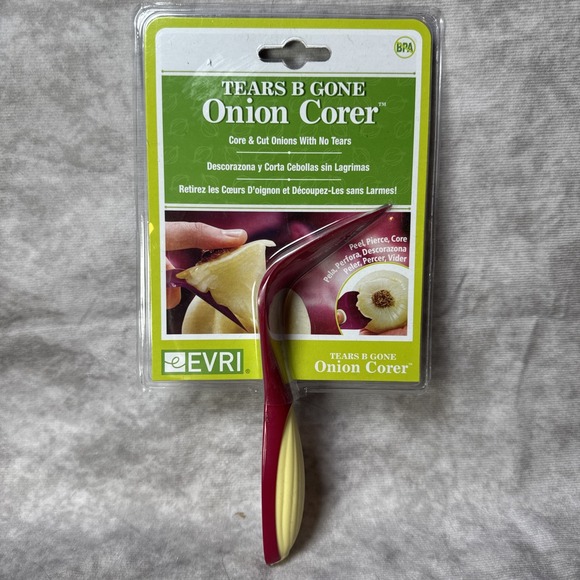 BPA
TEARS B GONE
Onion Corer™
Core & Cut Onions With No Tears
Descorazona y Corta Cebollas sin Lagrimas
Retirez les Cœurs D'oignon et Découpez-Les sans Larmes!
Peel, Pierce, Core
Pela, Perfora, Descorazona
Peler, Percer, Vider
e EVRI®
TEARS B GONE
Onion Corer™